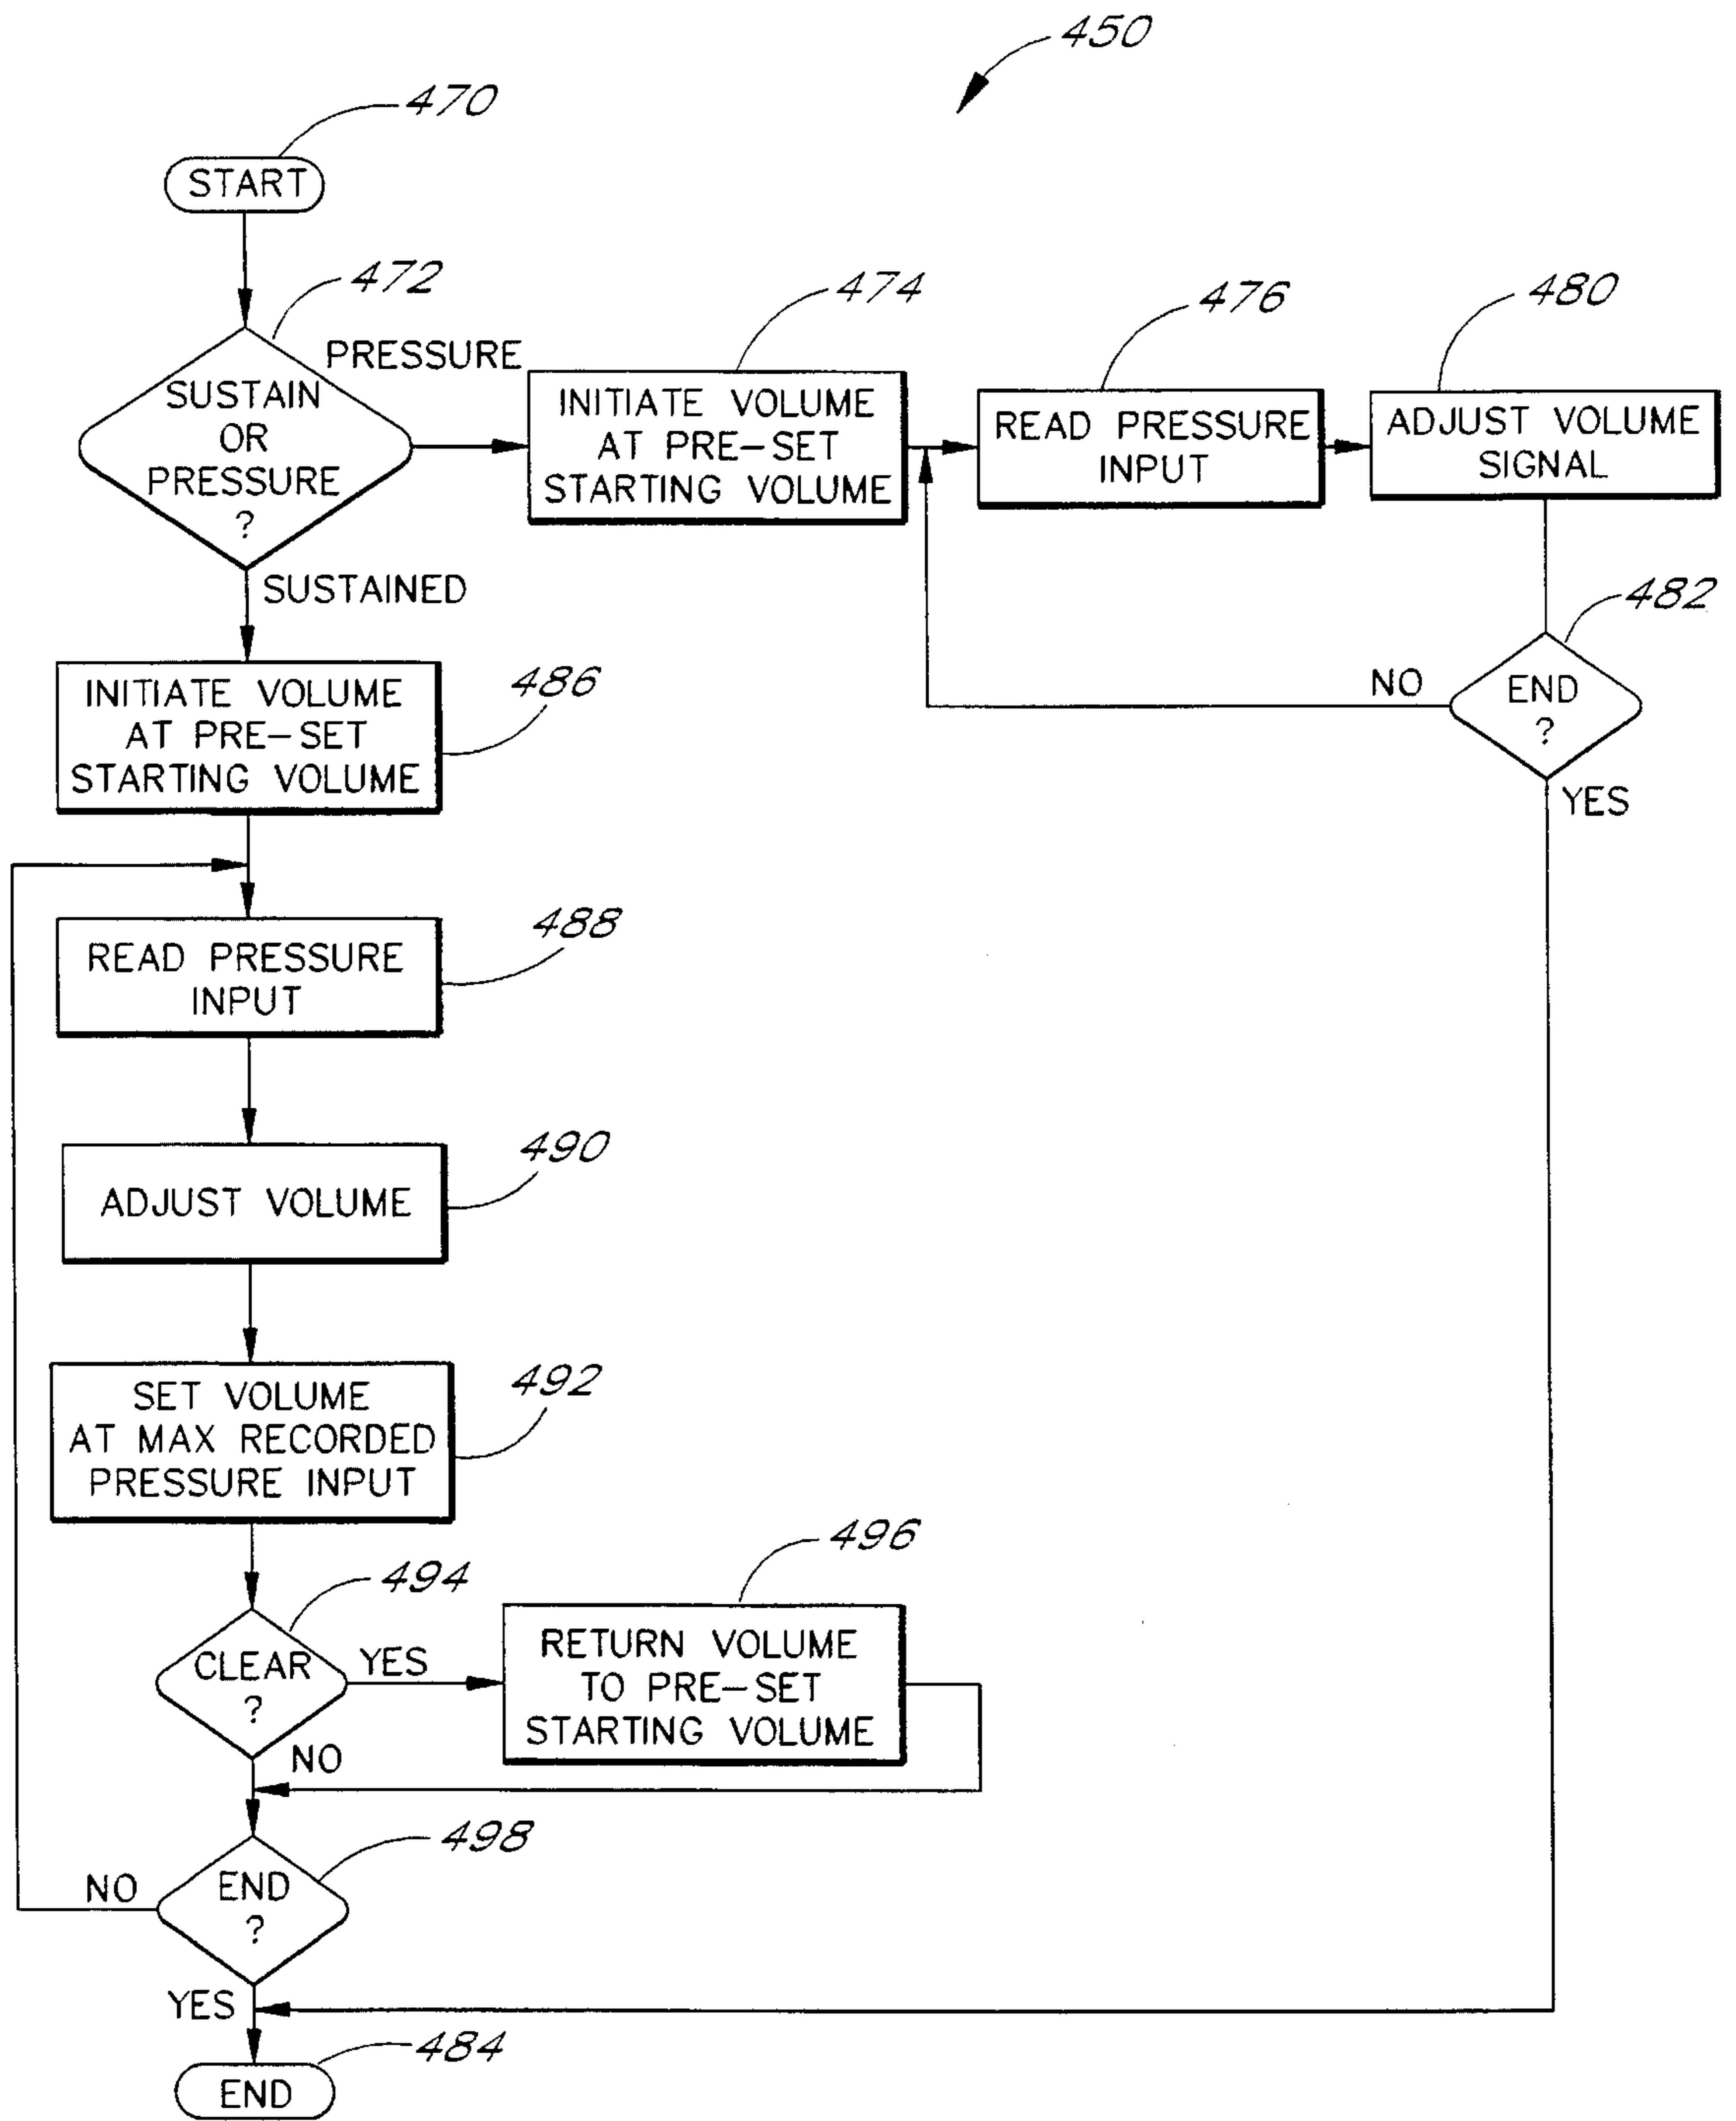 450
470
START
472
PRESSURE
SUSTAIN
OR
PRESSURE
?
SUSTAINED
474
INITIATE VOLUME
AT PRE-SET
STARTING VOLUME
476
READ PRESSURE
INPUT
480
ADJUST VOLUME
SIGNAL
482
END
?
NO
YES
486
INITIATE VOLUME
AT PRE-SET
STARTING VOLUME
488
READ PRESSURE
INPUT
490
ADJUST VOLUME
492
SET VOLUME
AT MAX RECORDED
PRESSURE INPUT
494
CLEAR
?
YES
NO
496
RETURN VOLUME
TO PRE-SET
STARTING VOLUME
498
END
?
NO
YES
484
END